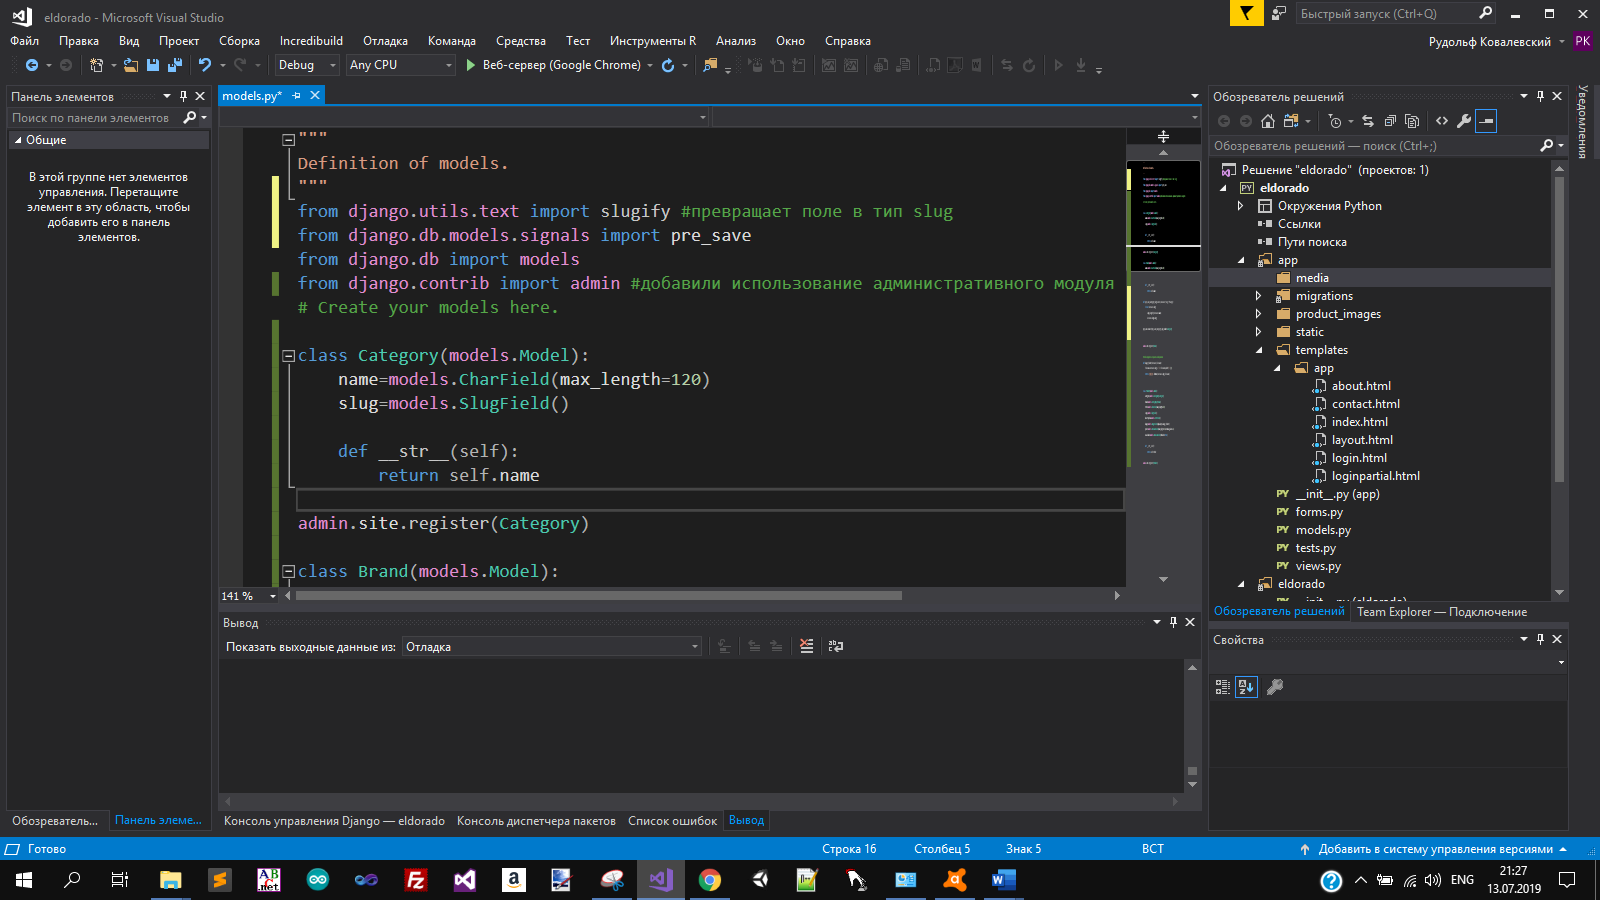 eldorado - Microsoft Visual Studio
Быстрый запуск (Ctrl+Q)
Файл Правка Вид Проект Сборка Incredibuild Отладка Команда Средства Тест Инструменты R Анализ Окно Справка
Рудольф Ковалевский PK
Debug Any CPU Веб-сервер (Google Chrome)
Панель элементов
Поиск по панели элементов
Общие
В этой группе нет элементов
управления. Перетащите
элемент в эту область, чтобы
добавить его в панель
элементов.
Обозреватель... Панель элеме...
models.py*
"""
Definition of models.
"""
from django.utils.text import slugify #превращает поле в тип slug
from django.db.models.signals import pre_save
from django.db import models
from django.contrib import admin #добавили использование административного модуля
# Create your models here.
class Category(models.Model):
name=models.CharField(max_length=120)
slug=models.SlugField()
def __str__(self):
return self.name
admin.site.register(Category)
class Brand(models.Model):
141 %
Вывод
Показать выходные данные из: Отладка
Консоль управления Django — eldorado Консоль диспетчера пакетов Список ошибок Вывод
Обозреватель решений
Обозреватель решений — поиск (Ctrl+;)
Решение "eldorado" (проектов: 1)
PY eldorado
Окружения Python
Ссылки
Пути поиска
app
media
migrations
product_images
static
templates
app
about.html
contact.html
index.html
layout.html
login.html
loginpartial.html
PY __init__.py (app)
PY forms.py
PY models.py
PY tests.py
PY views.py
eldorado
PY __init__.py (eldorado)
Обозреватель решений Team Explorer — Подключение
Свойства
Уведомления
Готово Строка 16 Столбец 5 Знак 5 ВСТ Добавить в систему управления версиями
ENG
21:27
13.07.2019